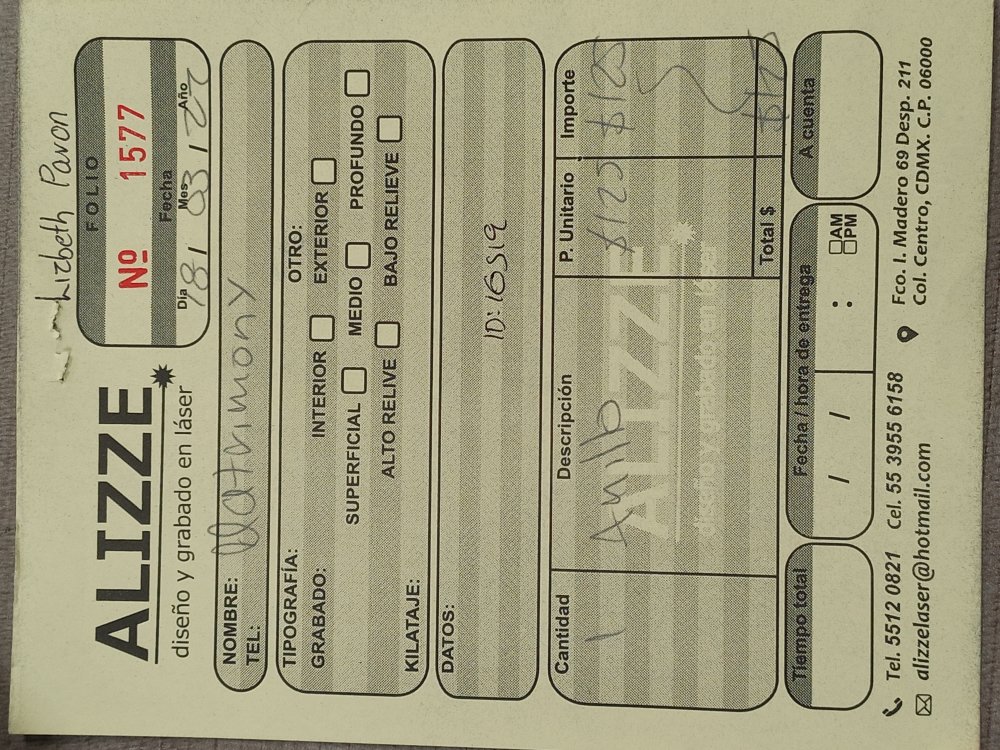 Lizbeth Pavon
ALIZZE
diseño y grabado en láser
FOLIO
Nº 1577
Fecha
Día Mes Año
18 / 03 / 22
NOMBRE: Matrimony
TEL:
TIPOGRAFÍA: OTRO:
GRABADO: INTERIOR EXTERIOR
SUPERFICIAL MEDIO PROFUNDO
ALTO RELIVE BAJO RELIEVE
KILATAJE:
DATOS:
ID: 16519
Cantidad Descripción P. Unitario Importe
1 Anillo $125 $125
ALIZZE
diseño y grabado en láser
Total $ $125
Tiempo total Fecha / hora de entrega A cuenta
/ / : AM
PM
Tel. 5512 0821 Cel. 55 3955 6158 Fco. I. Madero 69 Desp. 211
alizzelaser@hotmail.com Col. Centro, CDMX. C.P. 06000